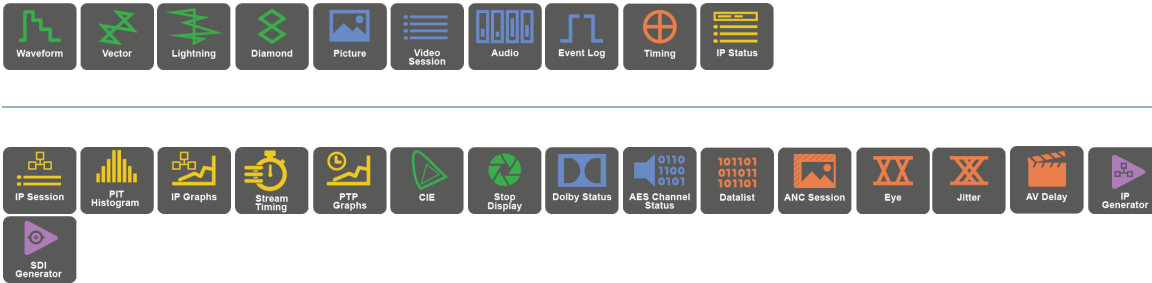 Waveform
Vector
Lightning
Diamond
Picture
Video
Session
Audio
Event Log
Timing
IP Status
IP Session
PIT
Histogram
IP Graphs
Stream
Timing
PTP
Graphs
CIE
Stop
Display
Dolby Status
0110
1100
0101
AES Channel
Status
101101
011011
101101
Datalist
ANC Session
Eye
Jitter
AV Delay
IP
Generator
SDI
Generator